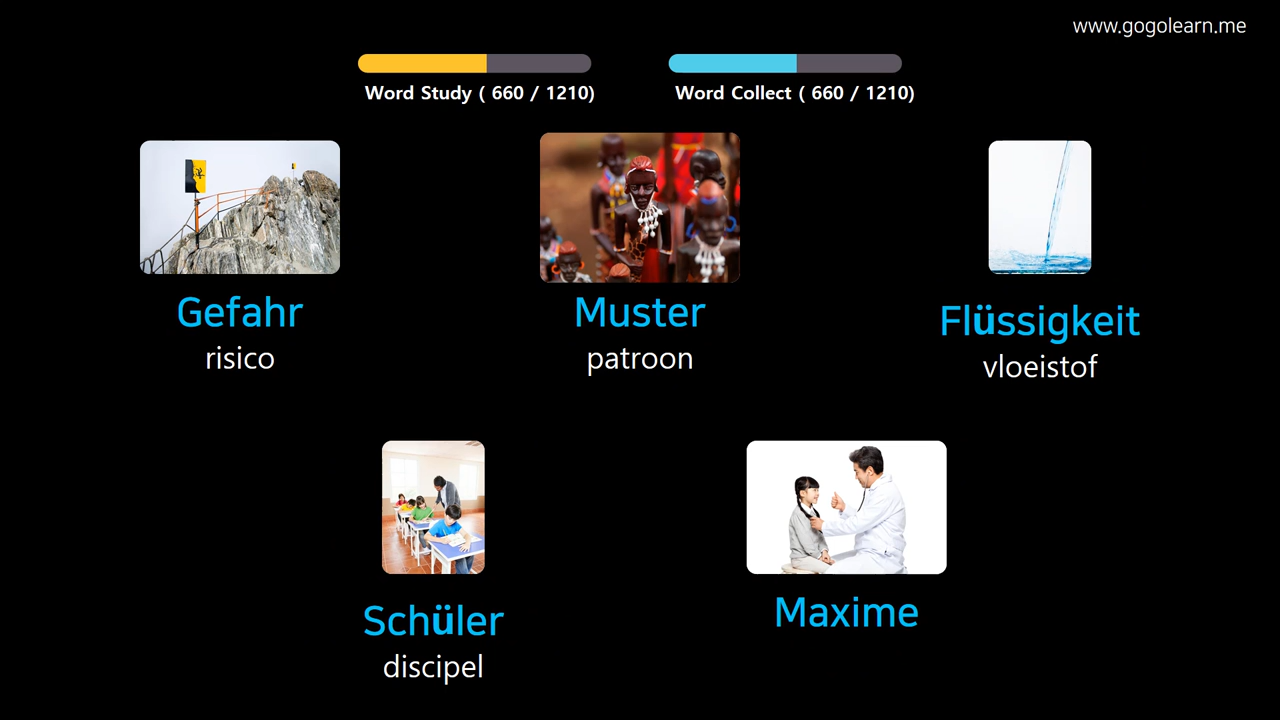 www.gogolearn.me
Word Study ( 660 / 1210)
Word Collect ( 660 / 1210)
Gefahr
risico
Muster
patroon
Flüssigkeit
vloeistof
Schüler
discipel
Maxime